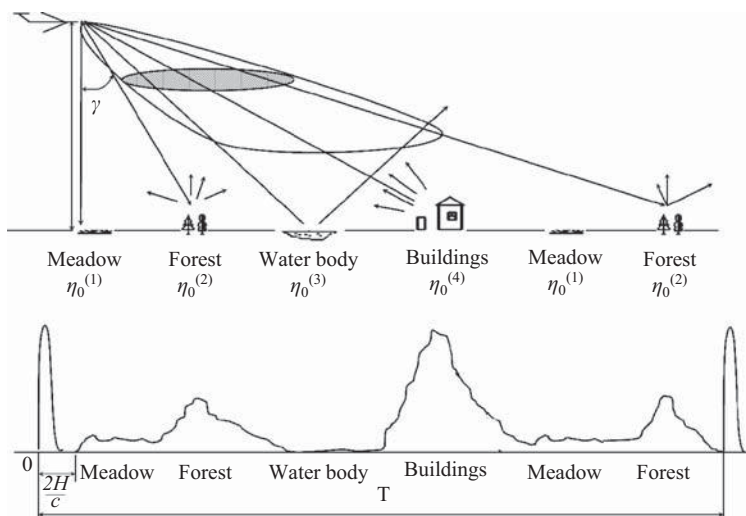 γ
Meadow Forest Water body Buildings Meadow Forest
η₀⁽¹⁾ η₀⁽²⁾ η₀⁽³⁾ η₀⁽⁴⁾ η₀⁽¹⁾ η₀⁽²⁾
0 Meadow Forest Water body Buildings Meadow Forest
2H/c T